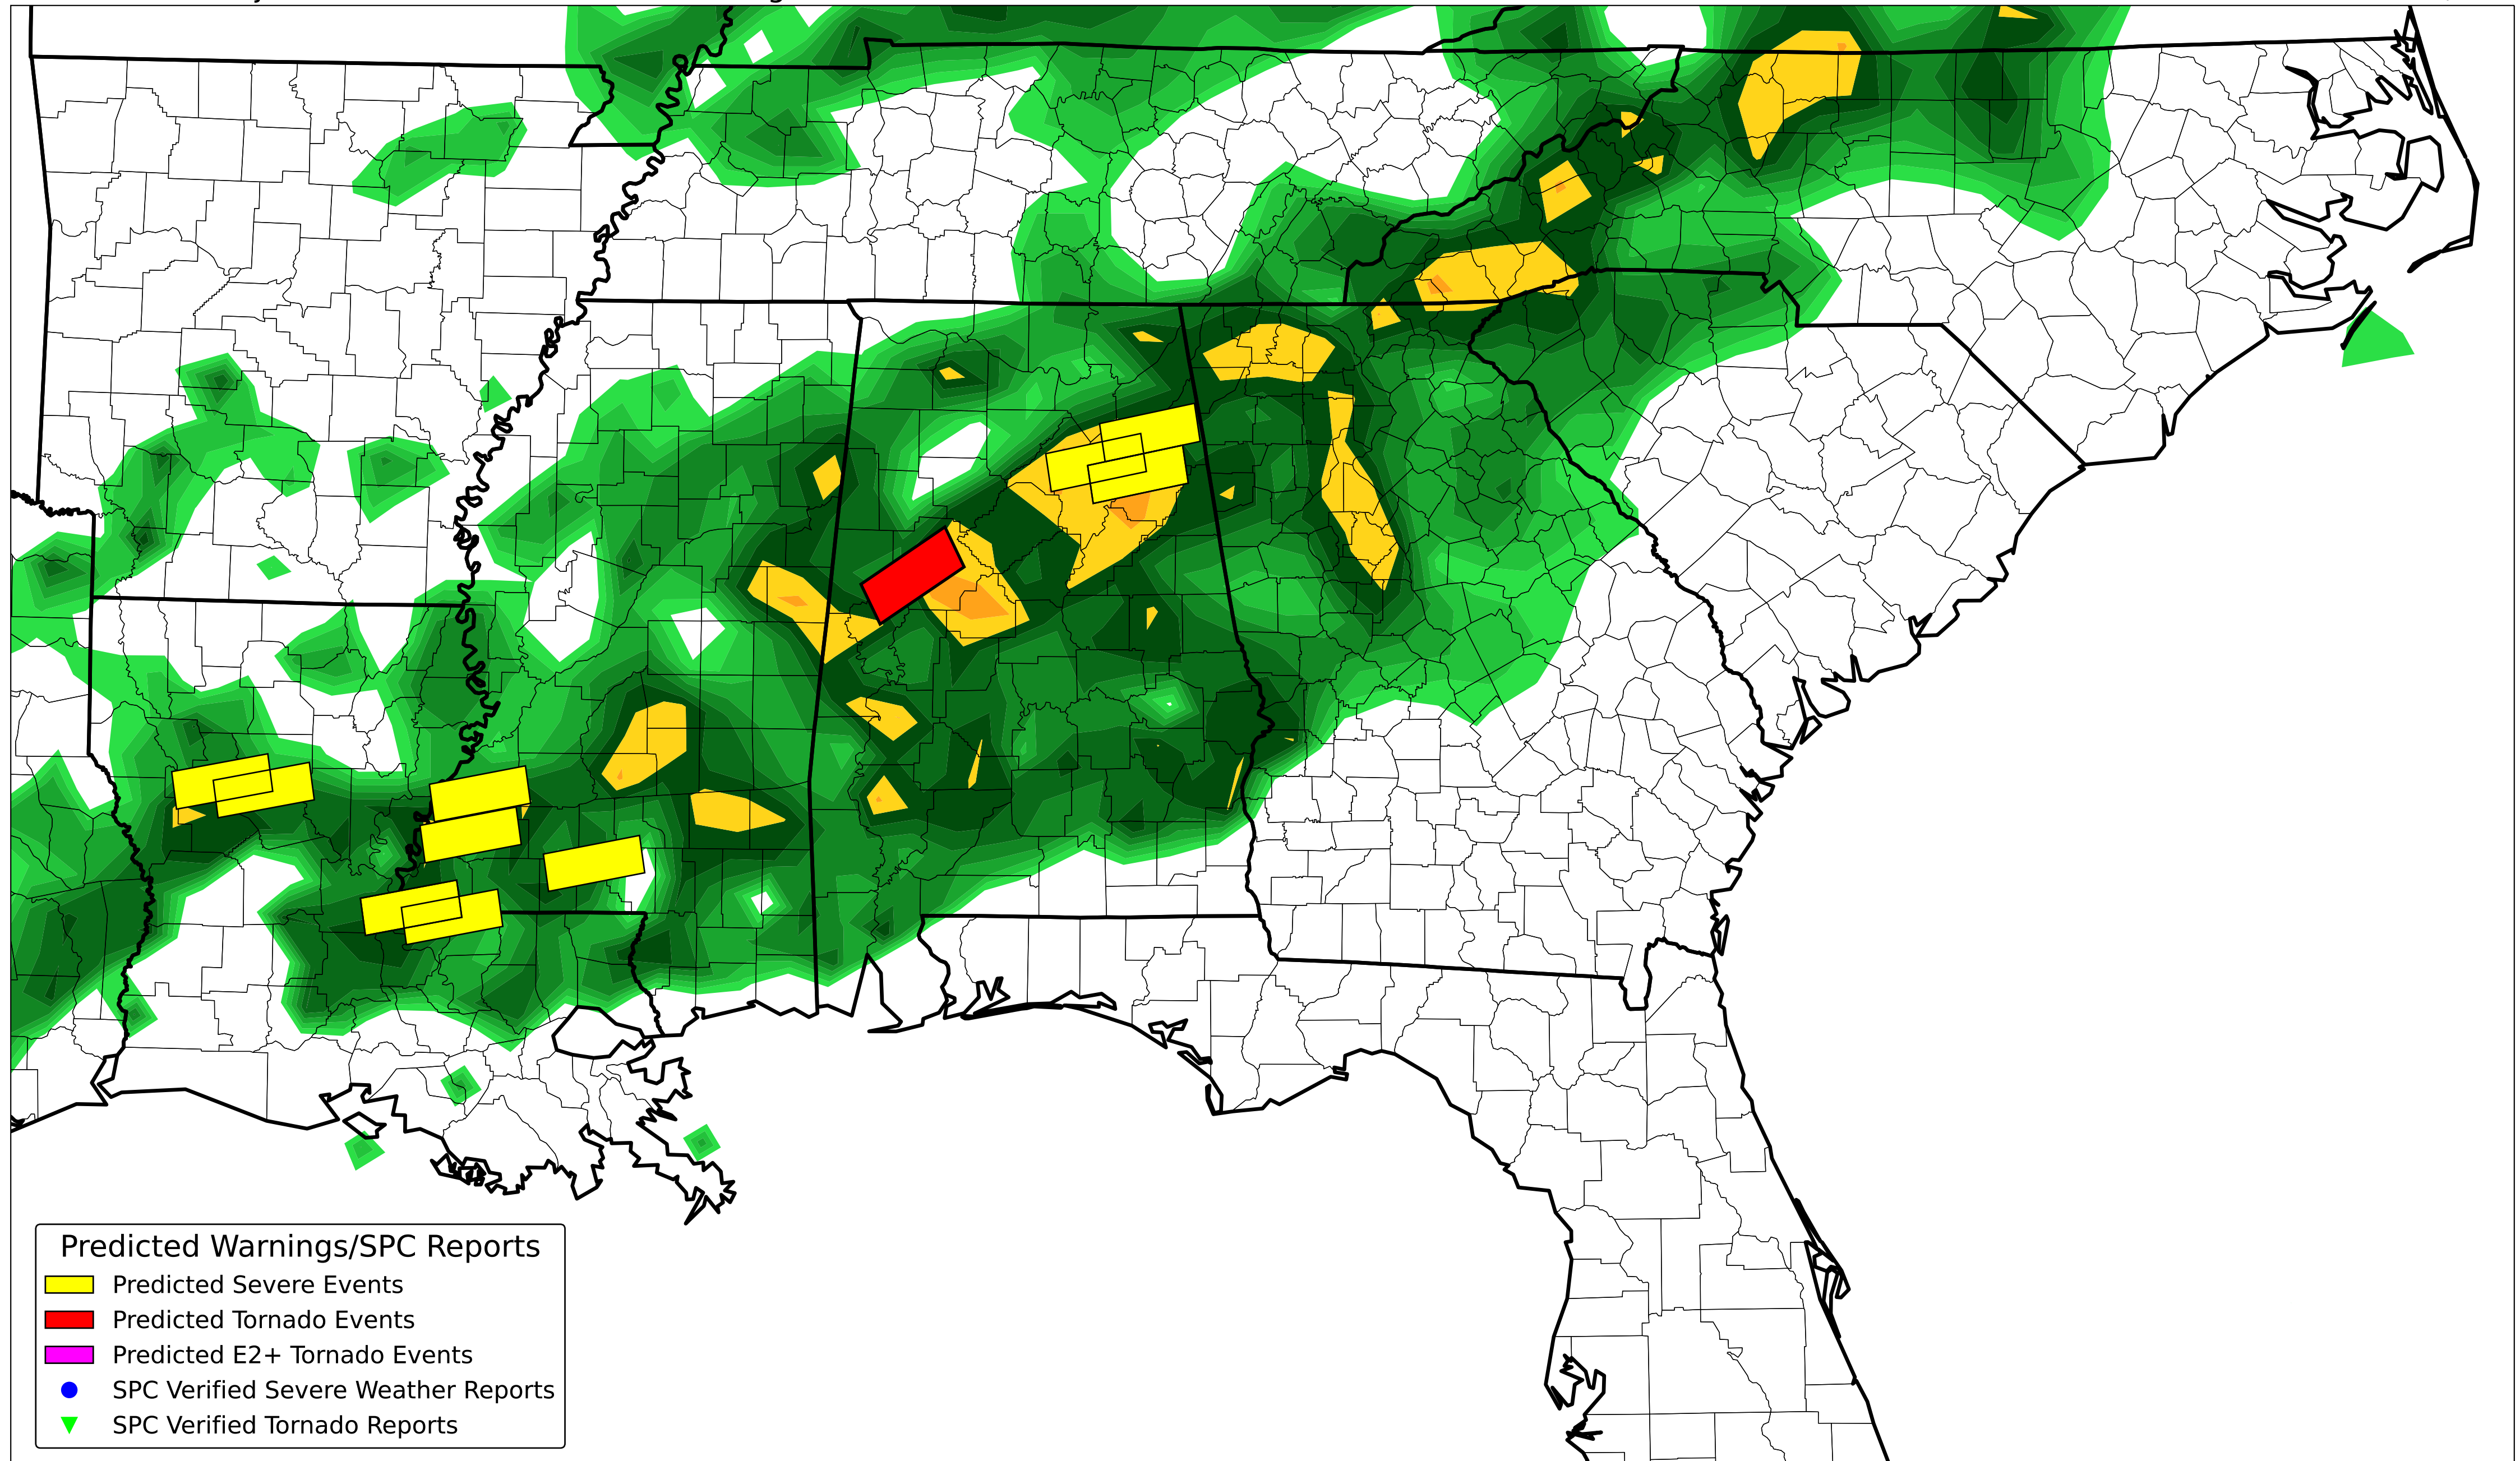 Predicted Warnings/SPC Reports
Predicted Severe Events
Predicted Tornado Events
Predicted E2+ Tornado Events
SPC Verified Severe Weather Reports
SPC Verified Tornado Reports